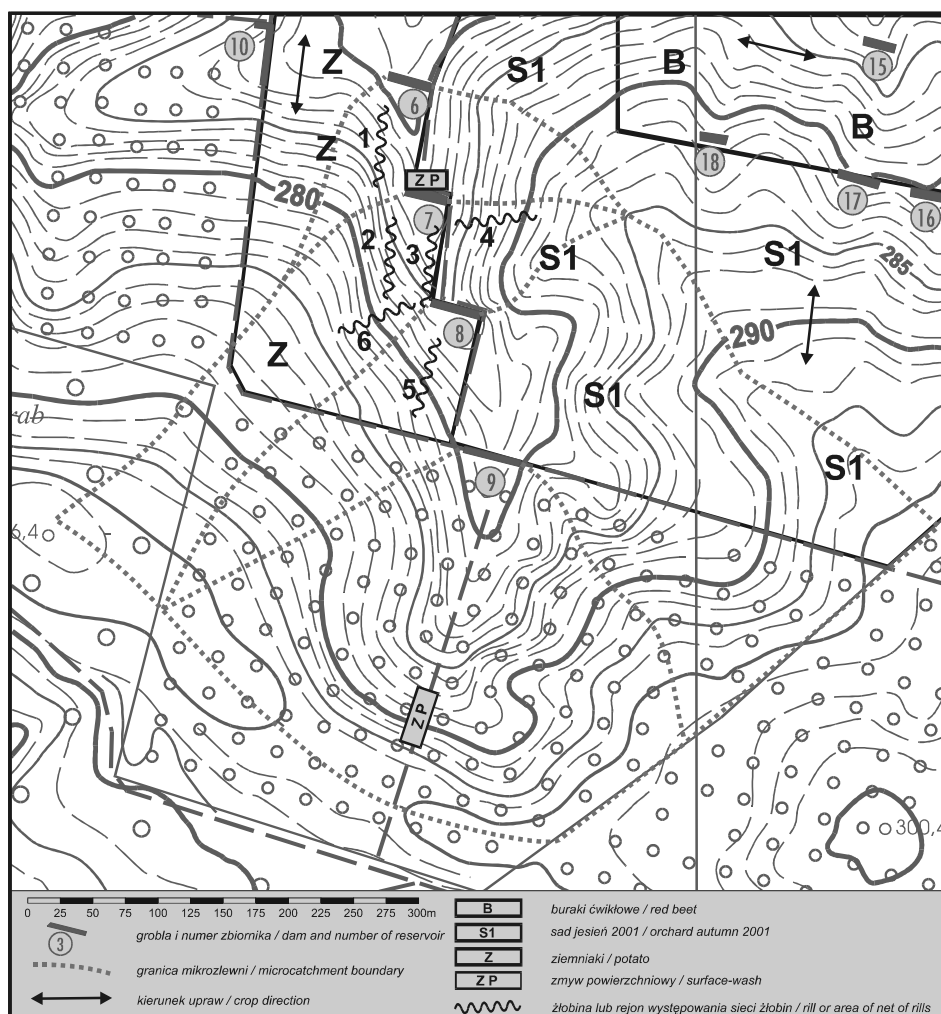 10
Z
S1
B
15
6
B
1
Z
18
Z P
17
16
280
7
2
3
4
S1
S1
285
6
8
290
Z
5
S1
rab
S1
9
6,4
Z P
300,4
0 25 50 75 100 125 150 175 200 225 250 275 300m
3 grobla i numer zbiornika / dam and number of reservoir
granica mikrozlewni / microcatchment boundary
kierunek upraw / crop direction
B buraki ćwikłowe / red beet
S1 sad jesień 2001 / orchard autumn 2001
Z ziemniaki / potato
Z P zmyw powierzchniowy / surface-wash
żłobina lub rejon występowania sieci żłobin / rill or area of net of rills